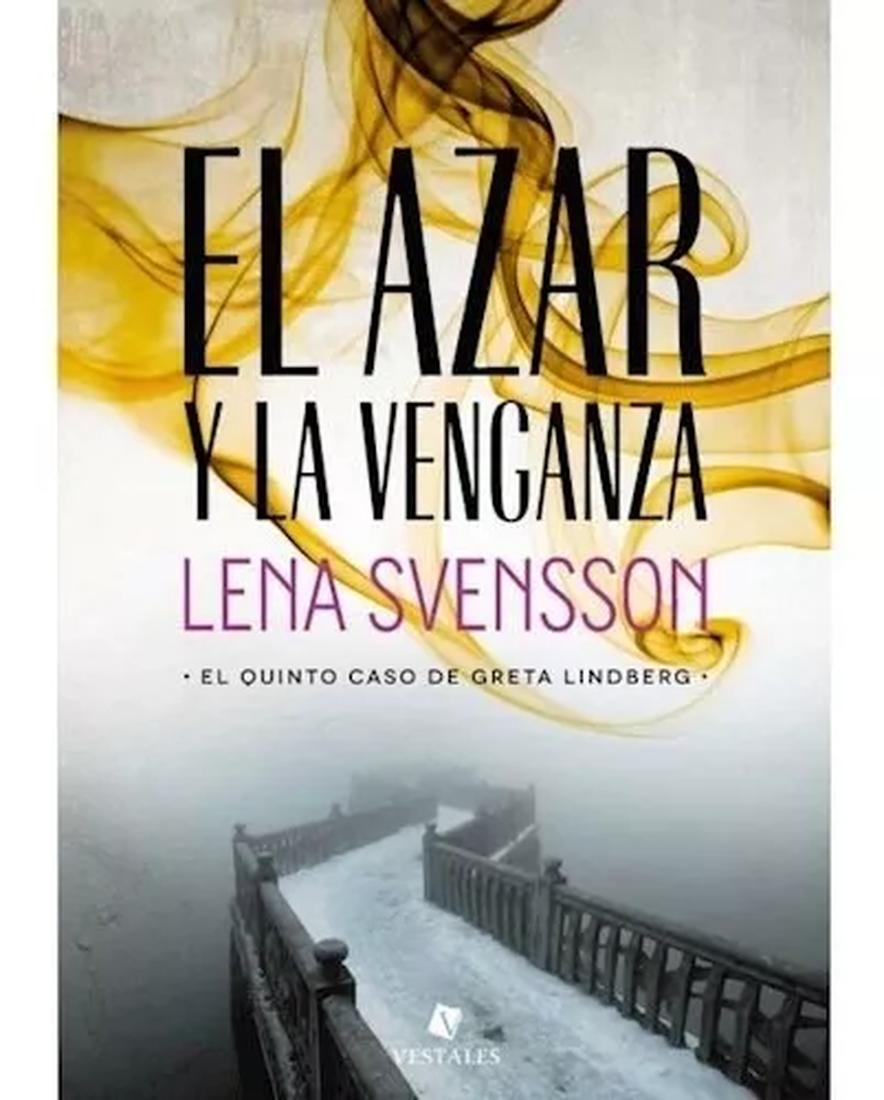 EL AZAR
Y LA VENGANZA
LENA SVENSSON
· EL QUINTO CASO DE GRETA LINDBERG ·
V
VESTALES